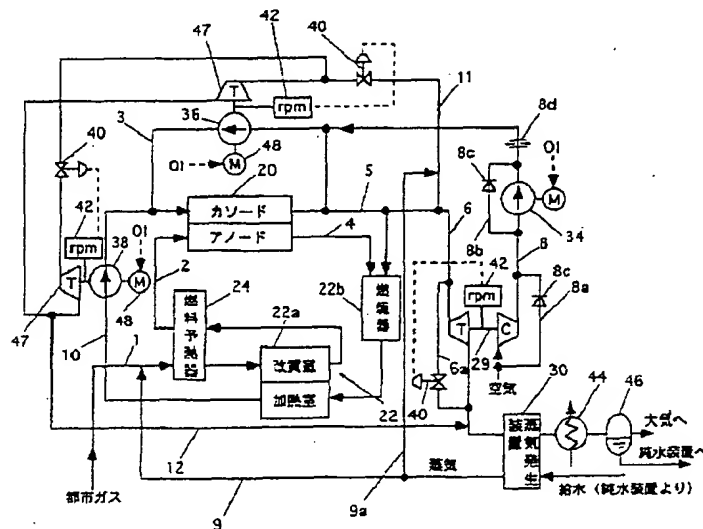 47
42
40
T
rpm
11
3
36
8d
40
01
M
48
8c
01
20
カソード
5
M
42
01
アノード
4
6
34
rpm
38
8b
8
2
24
42
T
M
22a
22b
燃焼器
rpm
8c
47
48
燃料予熱器
8a
10
1
改質室
T
C
6a
29
加熱室
22
40
空気
30
44
46
12
蒸気発生
装置
大気へ
純水装置へ
都市ガス
蒸気
9
9a
給水(純水装置より)